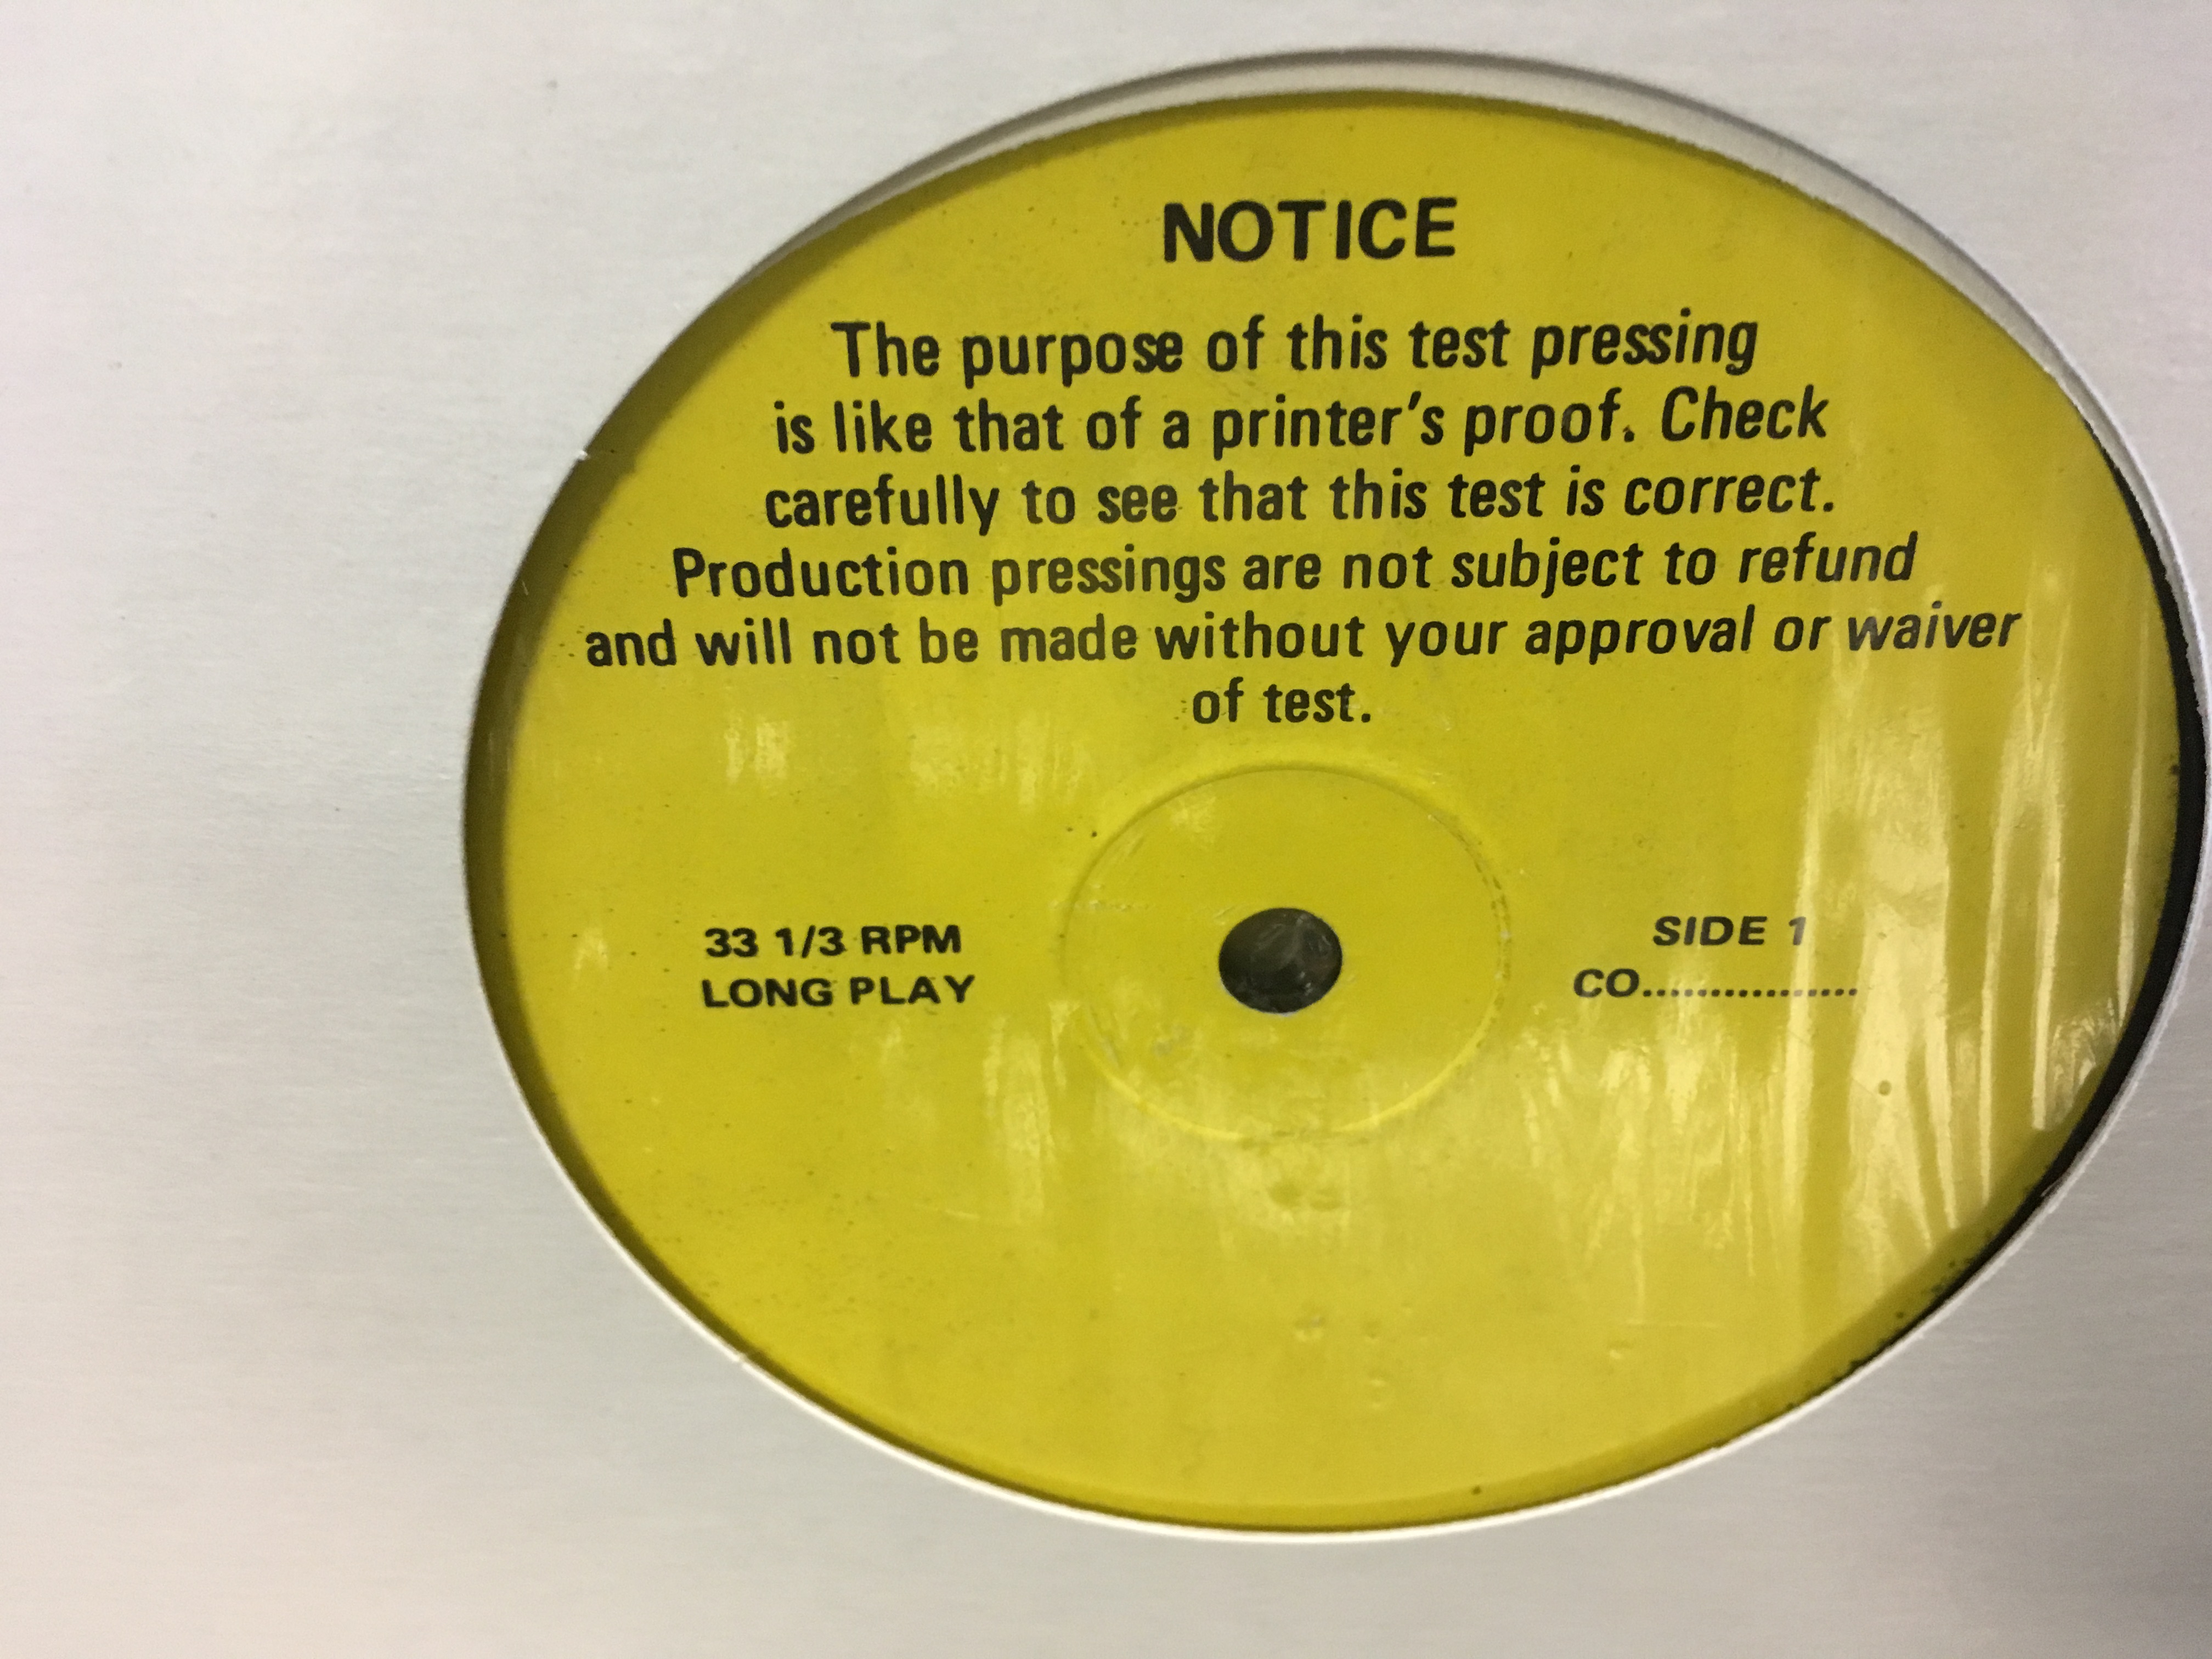 NOTICE
The purpose of this test pressing
is like that of a printer's proof. Check
carefully to see that this test is correct.
Production pressings are not subject to refund
and will not be made without your approval or waiver
of test.
33 1/3 RPM
LONG PLAY
SIDE 1
CO.................